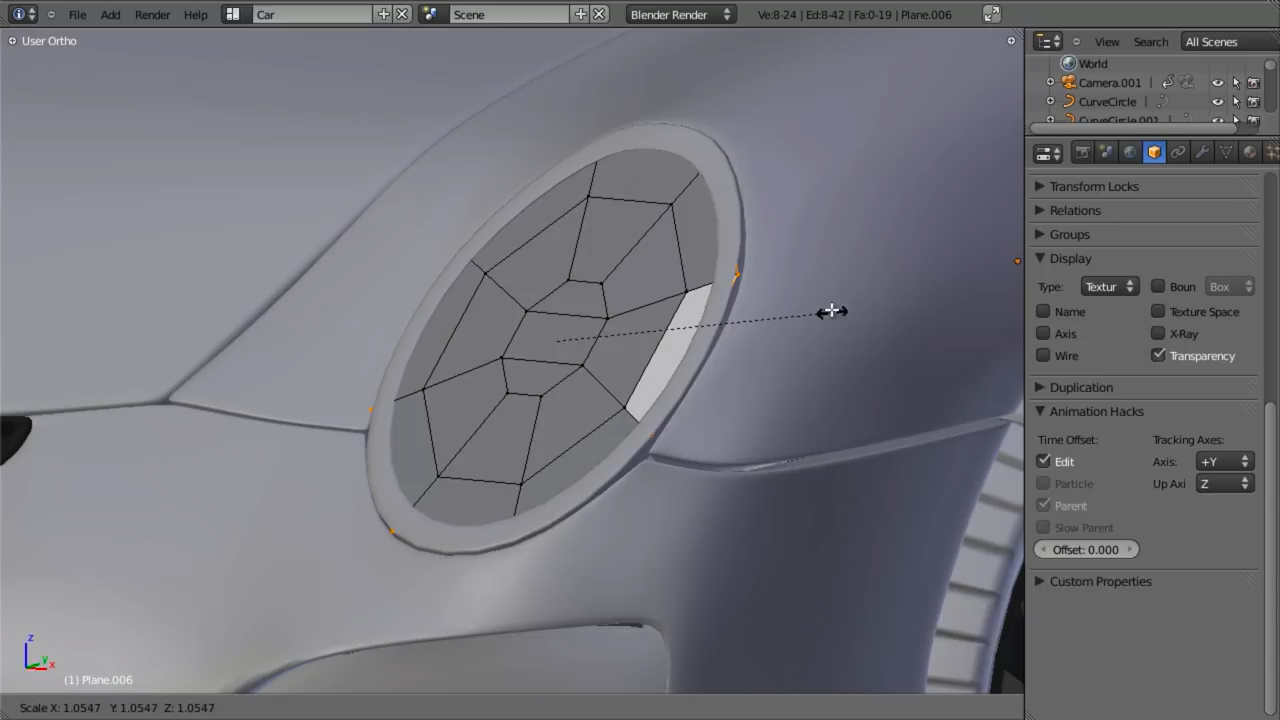 File Add Render Help Car Scene Blender Render Ve:8-24 | Ed:8-42 | Fa:0-19 | Plane.006
User Ortho
View Search All Scenes
World
Camera.001
CurveCircle
CurveCircle.001
Transform Locks
Relations
Groups
Display
Type: Textur Boun Box
Name Texture Space
Axis X-Ray
Wire Transparency
Duplication
Animation Hacks
Time Offset: Tracking Axes:
Edit Axis: +Y
Particle Up Axi Z
Parent
Slow Parent
Offset: 0.000
Custom Properties
z
y
x
(1) Plane.006
Scale X: 1.0547 Y: 1.0547 Z: 1.0547